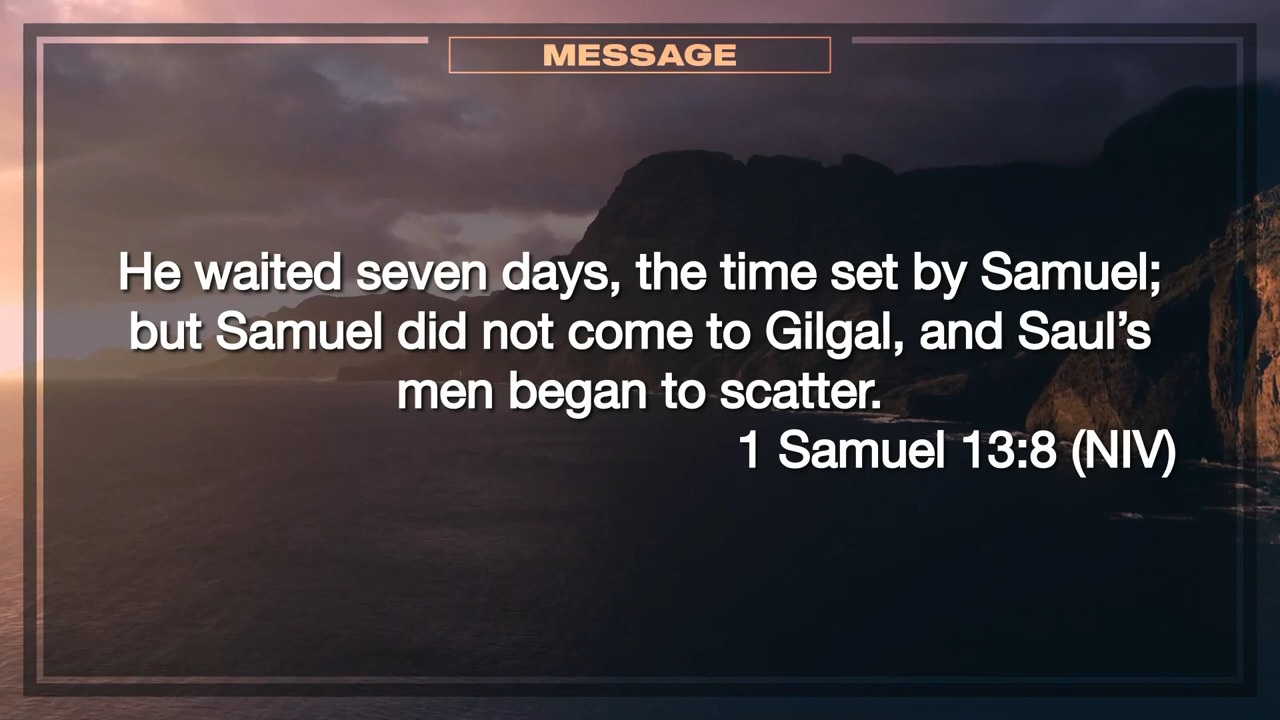 MESSAGE
He waited seven days, the time set by Samuel;
but Samuel did not come to Gilgal, and Saul’s
men began to scatter.
1 Samuel 13:8 (NIV)